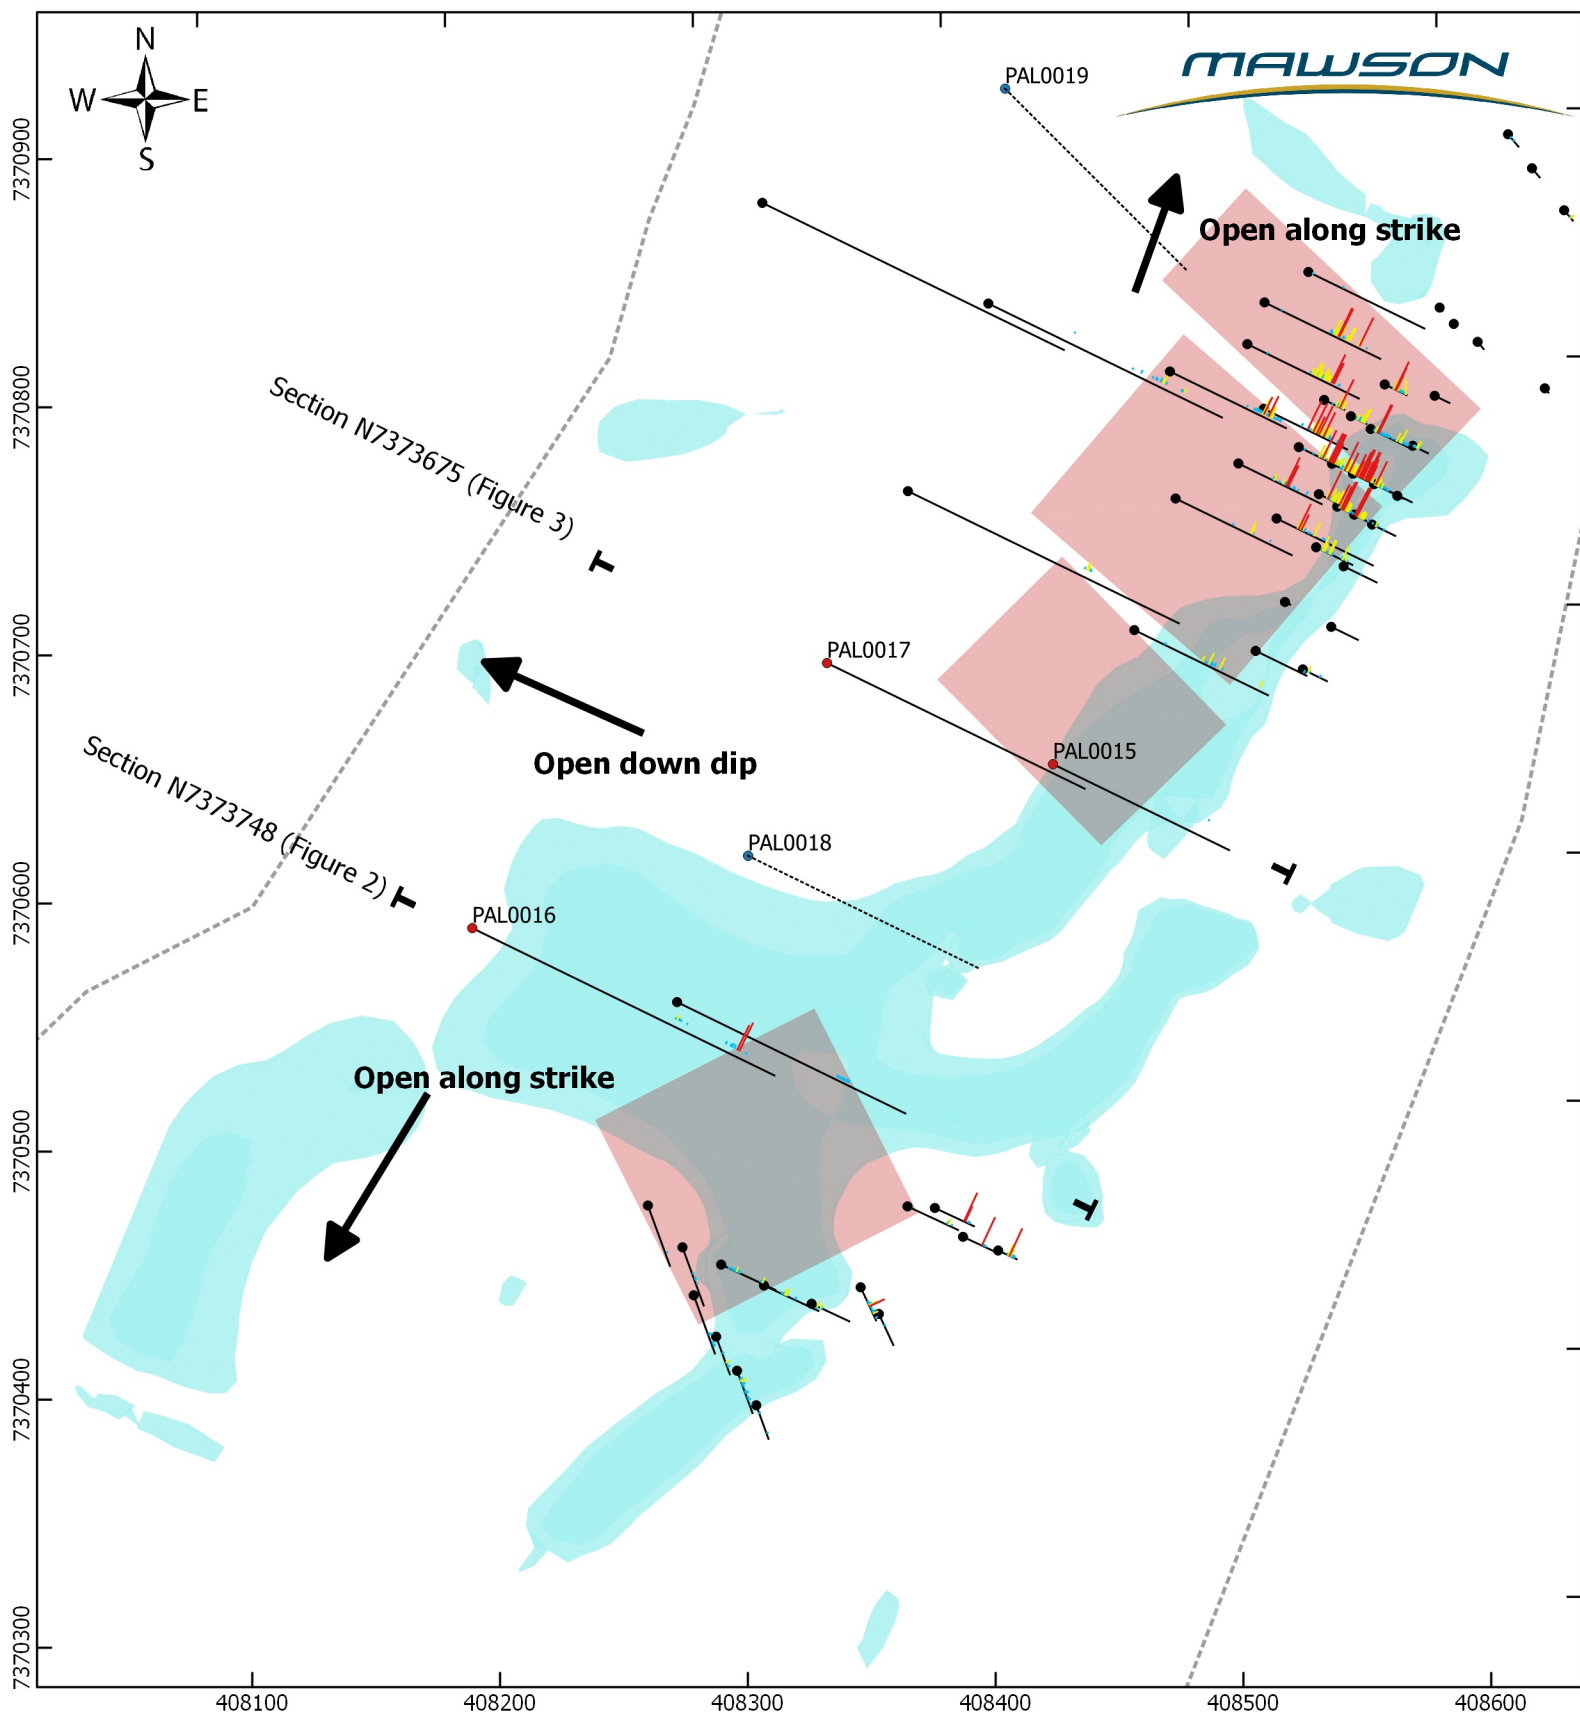 N
W E
S
MAWSON
PAL0019
Open along strike
Section N7373675 (Figure 3)
PAL0017
PAL0015
Open down dip
Section N7373748 (Figure 2)
PAL0018
PAL0016
Open along strike
7370900
7370800
7370700
7370600
7370500
7370400
7370300
408100 408200 408300 408400 408500 408600